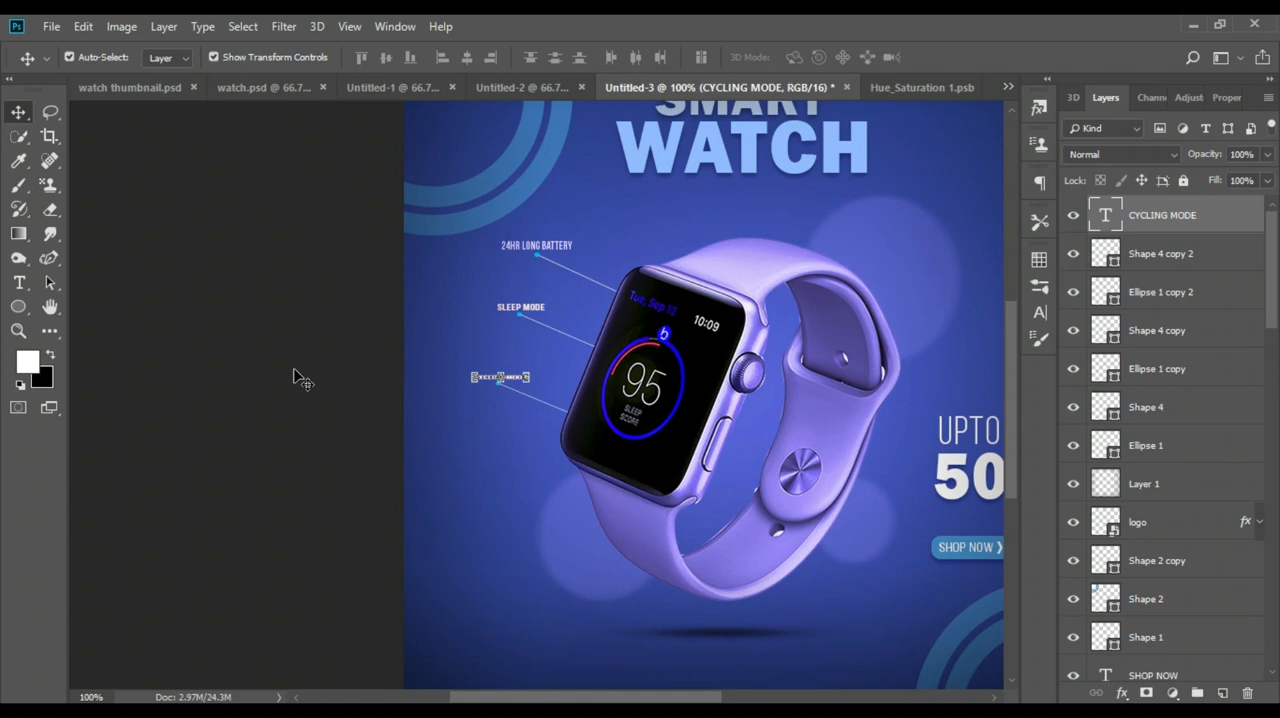 Ps File Edit Image Layer Type Select Filter 3D View Window Help
Auto-Select: Layer Show Transform Controls 3D Mode:
watch thumbnail.psd × watch.psd @ 66.7... × Untitled-1 @ 66.7... × Untitled-2 @ 66.7... × Untitled-3 @ 100% (CYCLING MODE, RGB/16) * × Hue_Saturation 1.psb
3D Layers Chann Adjust Proper
Kind
Normal Opacity: 100%
Lock: Fill: 100%
SMART
WATCH
24HR LONG BATTERY
SLEEP MODE
CYCLING MODE
Tue, Sep 12
10:09
b
95
SLEEP
SCORE
UPTO
50
SHOP NOW ❯
T CYCLING MODE
Shape 4 copy 2
Ellipse 1 copy 2
Shape 4 copy
Ellipse 1 copy
Shape 4
Ellipse 1
Layer 1
logo fx
Shape 2 copy
Shape 2
Shape 1
T SHOP NOW
100% Doc: 2.97M/24.3M